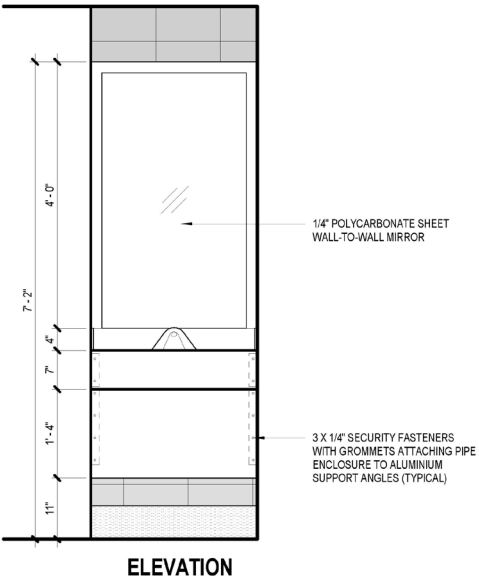 4' - 0"
1/4" POLYCARBONATE SHEET
WALL-TO-WALL MIRROR
7' - 2"
4"
7"
1' - 4"
3 X 1/4" SECURITY FASTENERS
WITH GROMMETS ATTACHING PIPE
ENCLOSURE TO ALUMINIUM
SUPPORT ANGLES (TYPICAL)
11"
ELEVATION